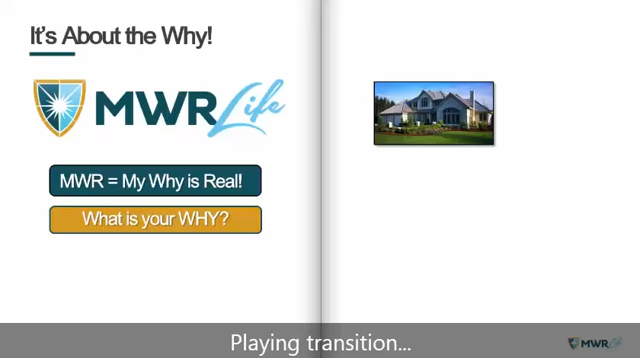 It's About the Why!
MWR Life
MWR = My Why is Real!
What is your WHY?
Playing transition...
MWR Life